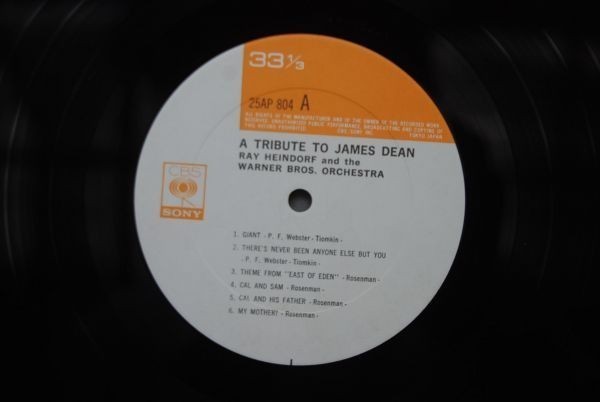 33 1/3
25AP 804 A
ALL RIGHTS OF THE MANUFACTURER AND OF THE OWNER OF THE RECORDED WORK
RESERVED. UNAUTHORIZED PUBLIC PERFORMANCE, BROADCASTING AND COPYING OF
THIS RECORD PROHIBITED.
CBS/SONY INC. TOKYO JAPAN
A TRIBUTE TO JAMES DEAN
RAY HEINDORF and the
WARNER BROS. ORCHESTRA
CBS
SONY
1. GIANT - P. F. Webster - Tiomkin -
2. THERE'S NEVER BEEN ANYONE ELSE BUT YOU
- P. F. Webster - Tiomkin -
3. THEME FROM "EAST OF EDEN" - Rosenman -
4. CAL AND SAM - Rosenman -
5. CAL AND HIS FATHER - Rosenman -
6. MY MOTHER! - Rosenman -